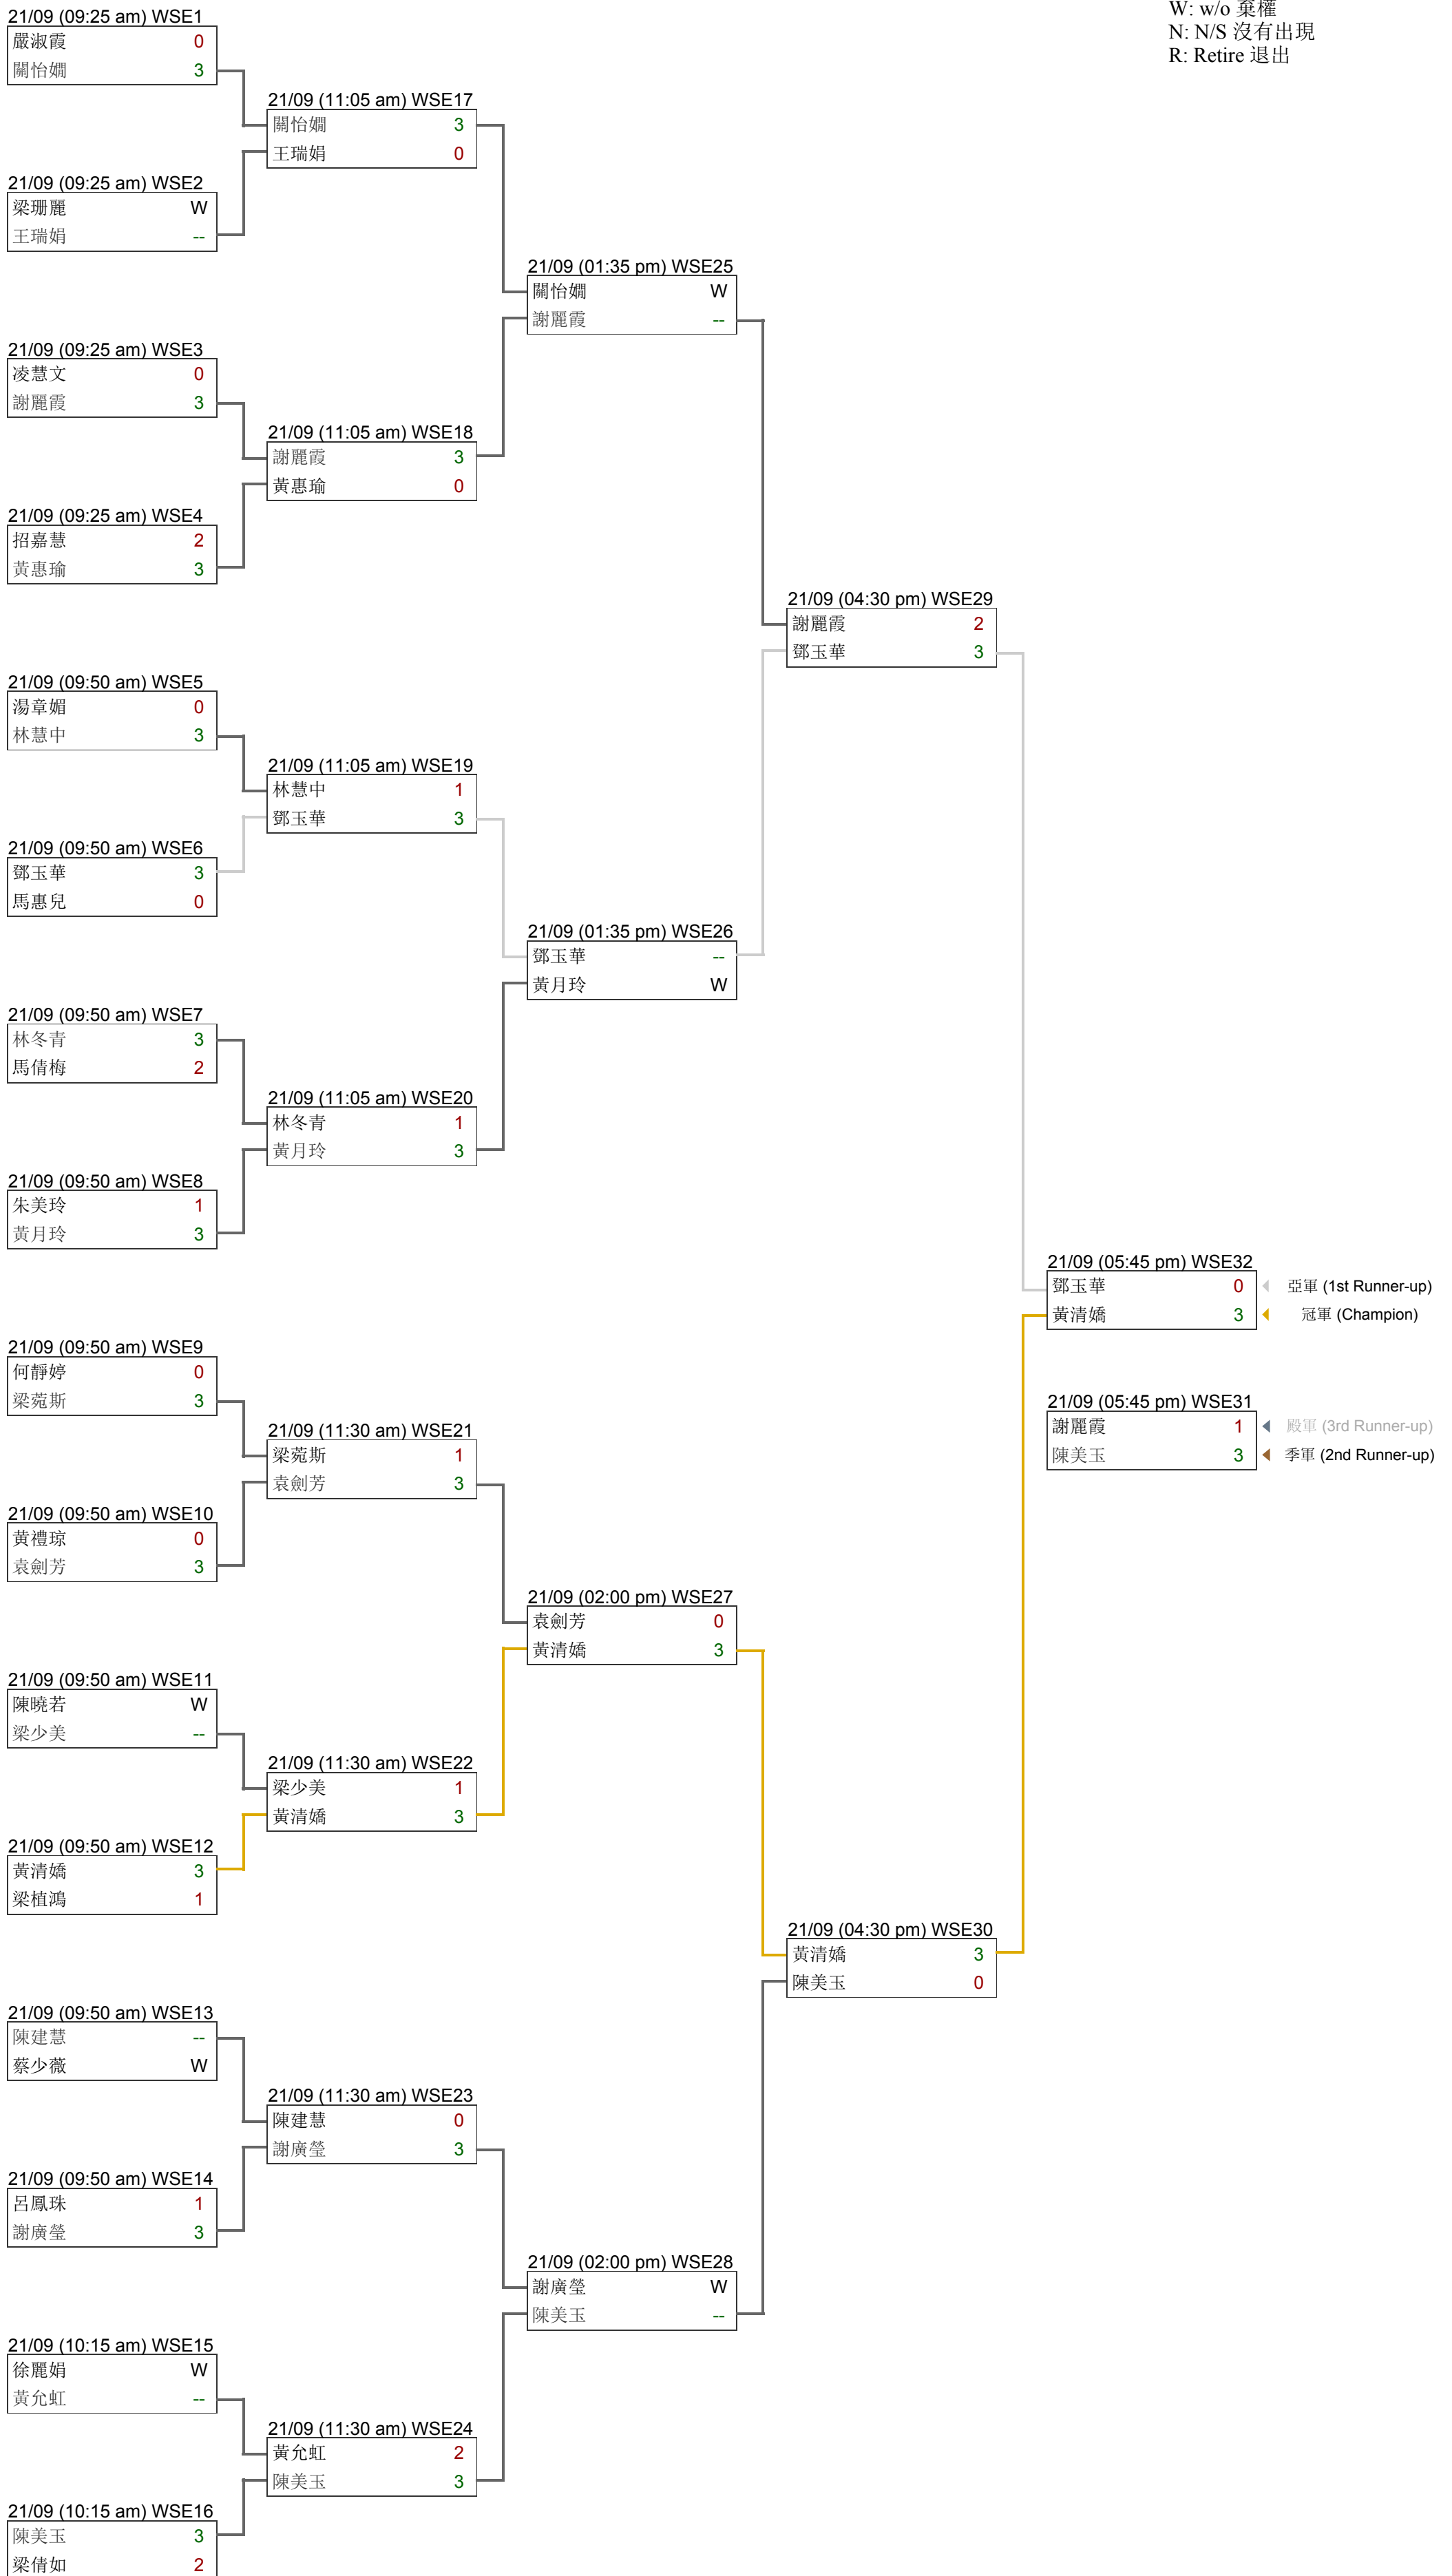 W: w/o 棄權
N: N/S 沒有出現
R: Retire 退出
21/09 (09:25 am) WSE1
嚴淑霞 0
關怡嫺 3
21/09 (11:05 am) WSE17
關怡嫺 3
王瑞娟 0
21/09 (09:25 am) WSE2
梁珊麗 W
王瑞娟 --
21/09 (01:35 pm) WSE25
關怡嫺 W
謝麗霞 --
21/09 (09:25 am) WSE3
凌慧文 0
謝麗霞 3
21/09 (11:05 am) WSE18
謝麗霞 3
黃惠瑜 0
21/09 (09:25 am) WSE4
招嘉慧 2
黃惠瑜 3
21/09 (04:30 pm) WSE29
謝麗霞 2
鄧玉華 3
21/09 (09:50 am) WSE5
湯章媚 0
林慧中 3
21/09 (11:05 am) WSE19
林慧中 1
鄧玉華 3
21/09 (09:50 am) WSE6
鄧玉華 3
馬惠兒 0
21/09 (01:35 pm) WSE26
鄧玉華 --
黃月玲 W
21/09 (09:50 am) WSE7
林冬青 3
馬倩梅 2
21/09 (11:05 am) WSE20
林冬青 1
黃月玲 3
21/09 (09:50 am) WSE8
朱美玲 1
黃月玲 3
21/09 (05:45 pm) WSE32
鄧玉華 0 亞軍 (1st Runner-up)
黃清嬌 3 冠軍 (Champion)
21/09 (09:50 am) WSE9
何靜婷 0
梁菀斯 3
21/09 (05:45 pm) WSE31
謝麗霞 1 殿軍 (3rd Runner-up)
陳美玉 3 季軍 (2nd Runner-up)
21/09 (11:30 am) WSE21
梁菀斯 1
袁劍芳 3
21/09 (09:50 am) WSE10
黃禮琼 0
袁劍芳 3
21/09 (02:00 pm) WSE27
袁劍芳 0
黃清嬌 3
21/09 (09:50 am) WSE11
陳曉若 W
梁少美 --
21/09 (11:30 am) WSE22
梁少美 1
黃清嬌 3
21/09 (09:50 am) WSE12
黃清嬌 3
梁植鴻 1
21/09 (04:30 pm) WSE30
黃清嬌 3
陳美玉 0
21/09 (09:50 am) WSE13
陳建慧 --
蔡少薇 W
21/09 (11:30 am) WSE23
陳建慧 0
謝廣瑩 3
21/09 (09:50 am) WSE14
呂鳳珠 1
謝廣瑩 3
21/09 (02:00 pm) WSE28
謝廣瑩 W
陳美玉 --
21/09 (10:15 am) WSE15
徐麗娟 W
黃允虹 --
21/09 (11:30 am) WSE24
黃允虹 2
陳美玉 3
21/09 (10:15 am) WSE16
陳美玉 3
梁倩如 2